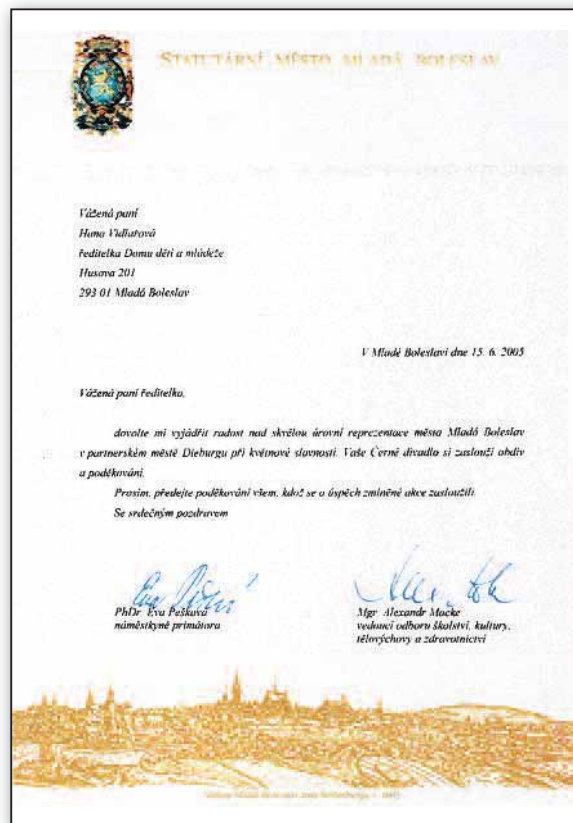 STATUTÁRNÍ MĚSTO MLADÁ BOLESLAV
Vážená paní
Hana Vidlařová
ředitelka Domu dětí a mládeže
Husova 201
293 01 Mladá Boleslav
V Mladé Boleslavi dne 15. 6. 2005
Vážená paní ředitelko,
dovolte mi vyjádřit radost nad skvělou úrovní reprezentace města Mladá Boleslav
v partnerském městě Dieburgu při květnové slavnosti. Vaše Černé divadlo si zaslouží obdiv
a poděkování.
Prosím, předejte poděkování všem, kdož se o úspěch zmíněné akce zasloužili.
Se srdečným pozdravem
PhDr. Eva Pešková
náměstkyně primátora
Mgr. Alexandr Macke
vedoucí odboru školství, kultury,
tělovýchovy a zdravotnictví